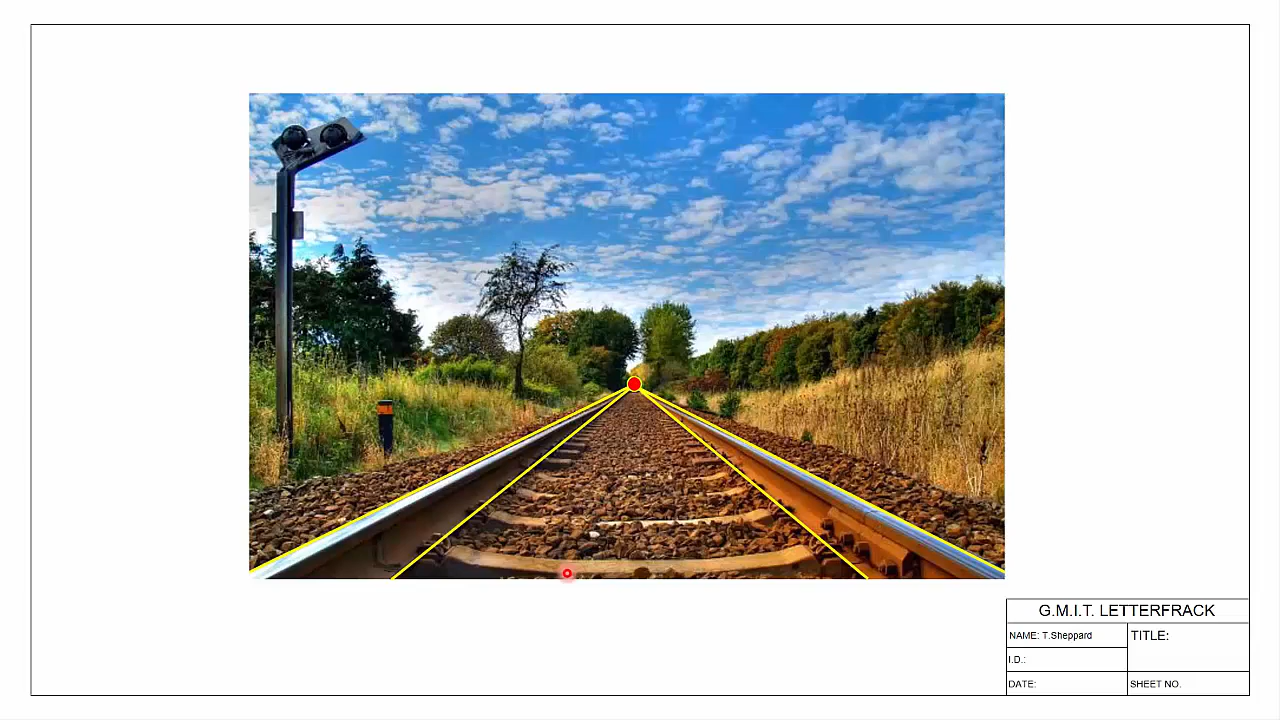 G.M.I.T. LETTERFRACK
NAME: T.Sheppard
TITLE:
I.D.:
DATE:
SHEET NO.